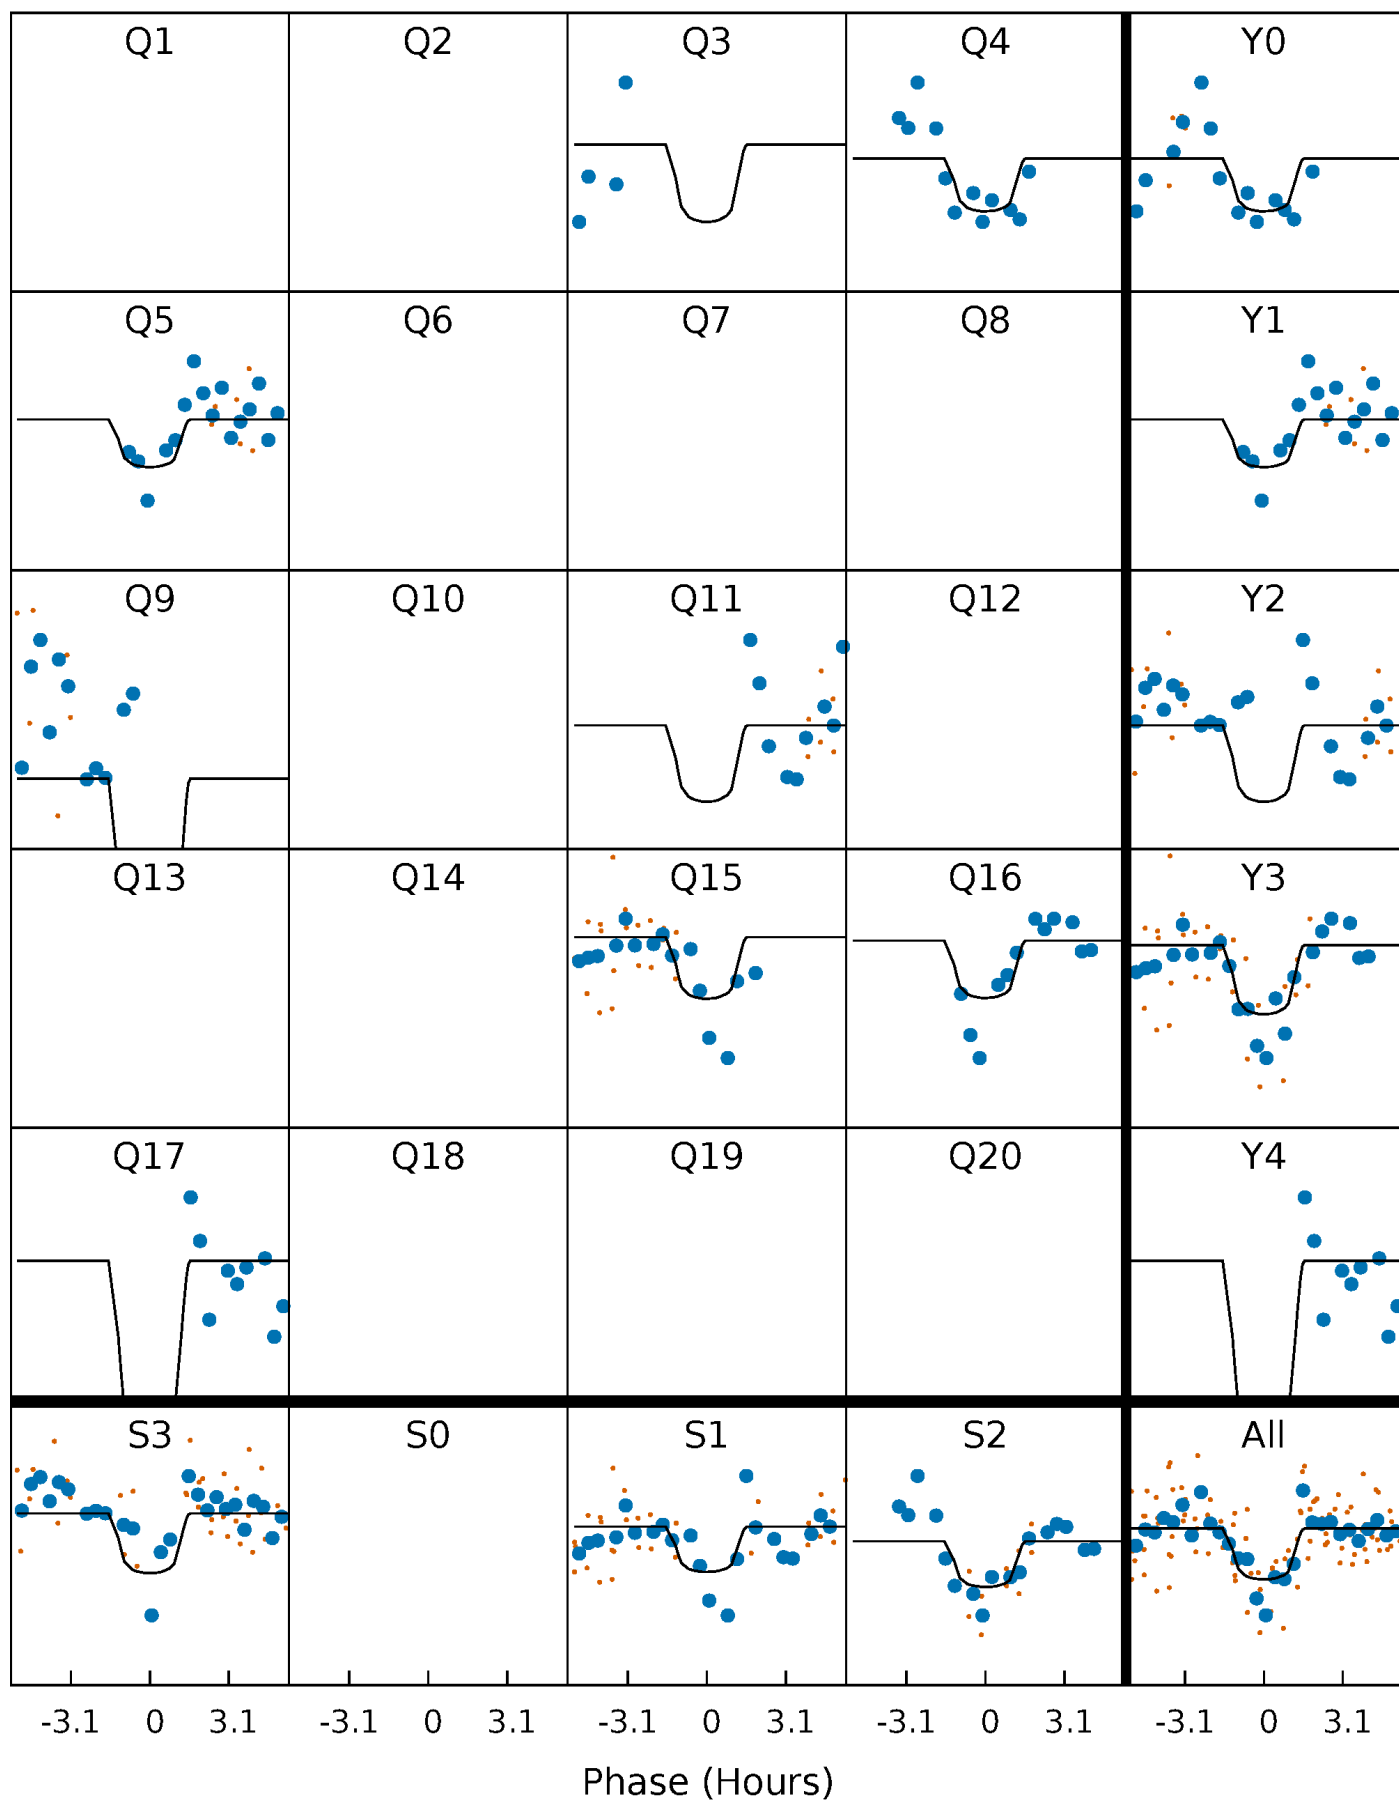 Q1 Q2 Q3 Q4 Y0
Q5 Q6 Q7 Q8 Y1
Q9 Q10 Q11 Q12 Y2
Q13 Q14 Q15 Q16 Y3
Q17 Q18 Q19 Q20 Y4
S3 S0 S1 S2 All
-3.1 0 3.1 -3.1 0 3.1 -3.1 0 3.1 -3.1 0 3.1 -3.1 0 3.1
Phase (Hours)